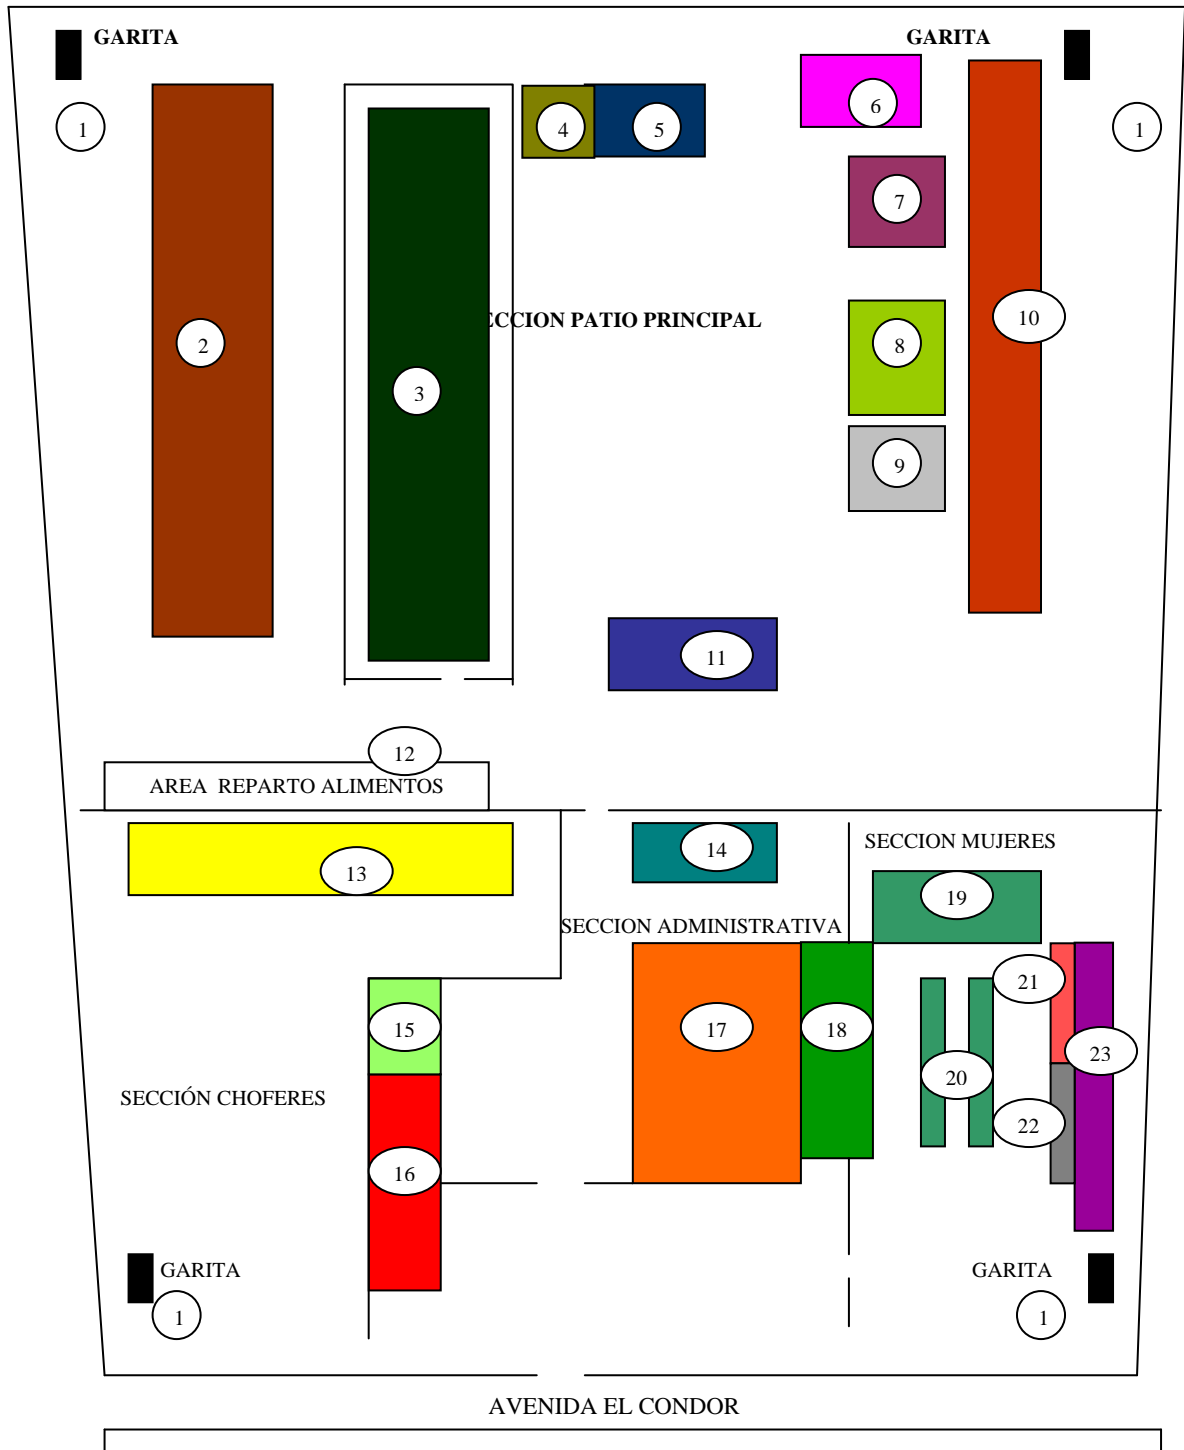 GARITA
GARITA
1
4
5
6
1
7
2
3
ECCION PATIO PRINCIPAL
8
10
9
11
12
AREA  REPARTO ALIMENTOS
13
14
SECCION MUJERES
19
SECCION ADMINISTRATIVA
21
15
17
18
23
20
SECCIÓN CHOFERES
22
16
GARITA
GARITA
1
1
AVENIDA EL CONDOR